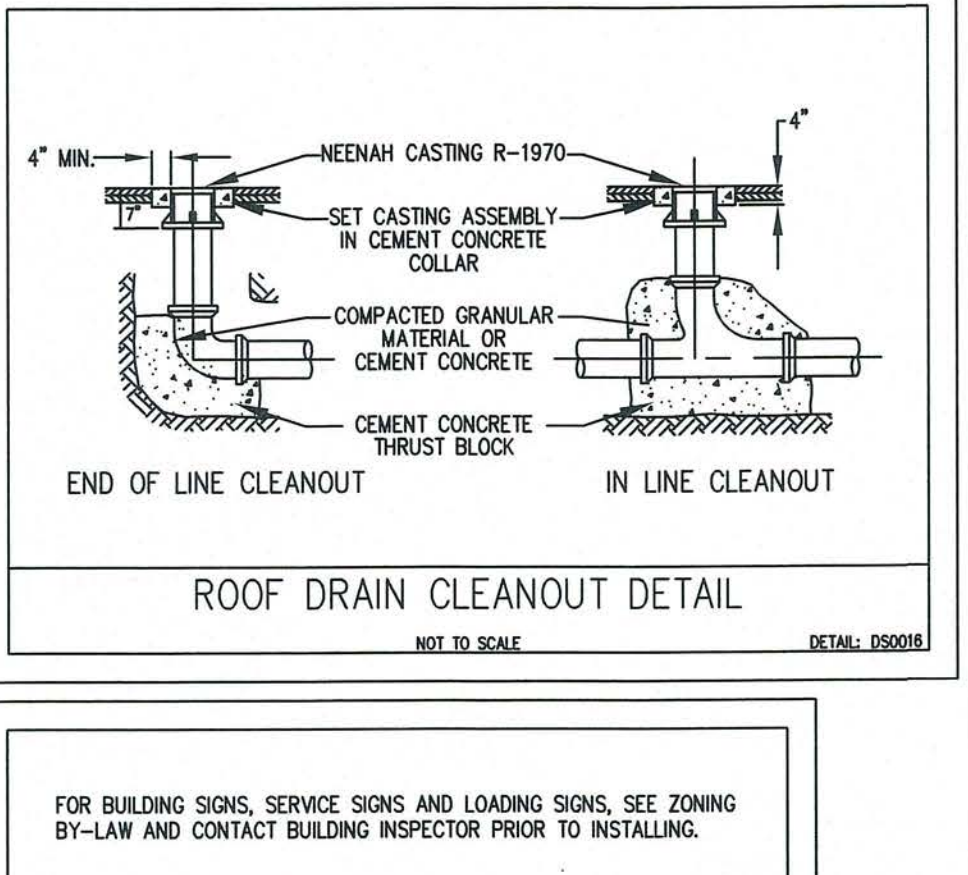 4"
4" MIN.
NEENAH CASTING R-1970
7"
SET CASTING ASSEMBLY
IN CEMENT CONCRETE
COLLAR
COMPACTED GRANULAR
MATERIAL OR
CEMENT CONCRETE
CEMENT CONCRETE
THRUST BLOCK
END OF LINE CLEANOUT
IN LINE CLEANOUT
ROOF DRAIN CLEANOUT DETAIL
NOT TO SCALE
DETAIL: DS0016
FOR BUILDING SIGNS, SERVICE SIGNS AND LOADING SIGNS, SEE ZONING
BY-LAW AND CONTACT BUILDING INSPECTOR PRIOR TO INSTALLING.